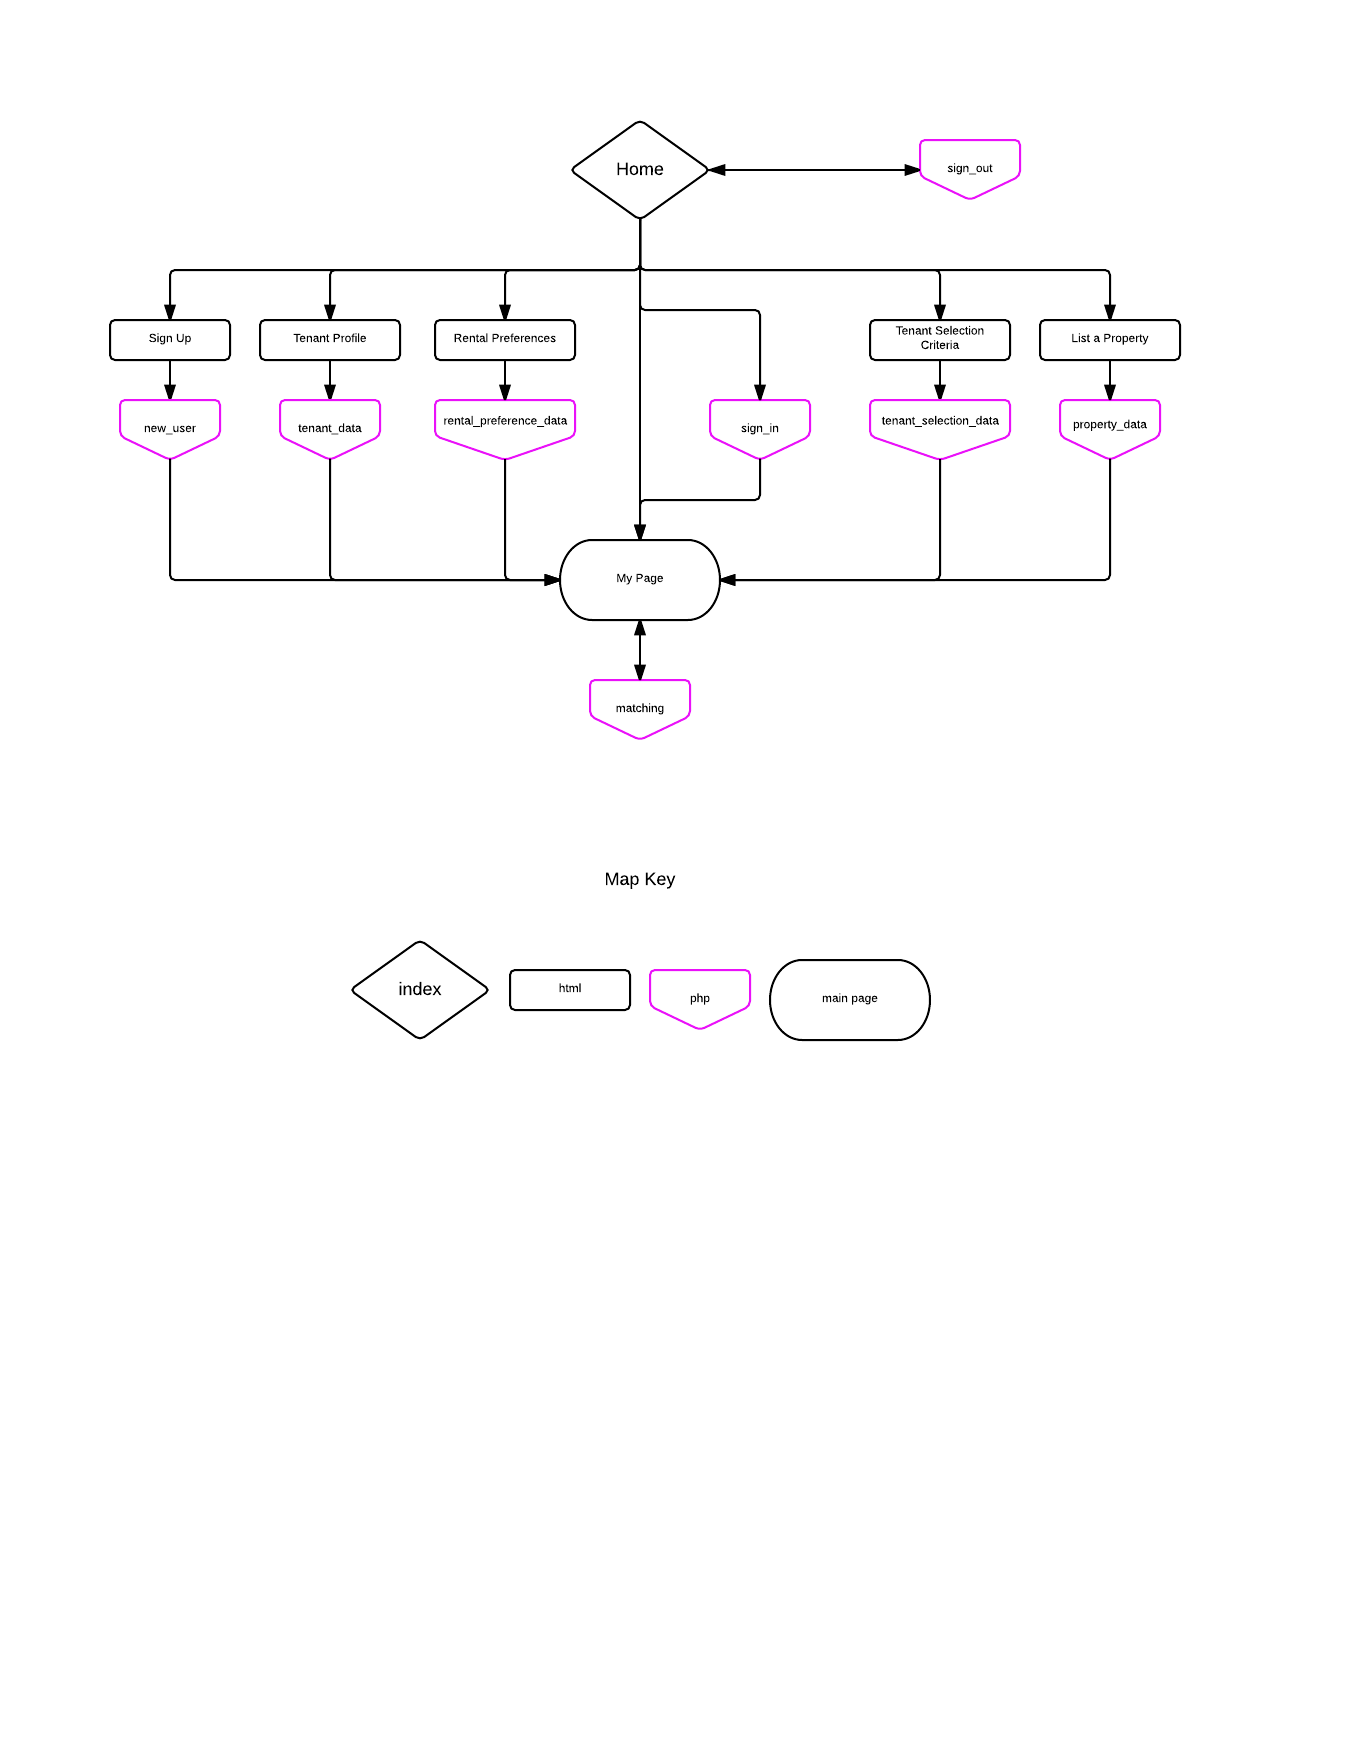 Home
sign_out
Sign Up
Tenant Profile
Rental Preferences
Tenant Selection
Criteria
List a Property
new_user
tenant_data
rental_preference_data
sign_in
tenant_selection_data
property_data
My Page
matching
Map Key
index
html
php
main page